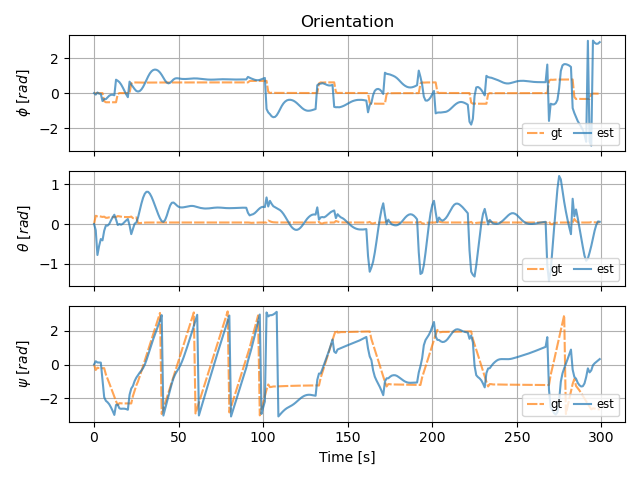 Orientation
ϕ [rad]
2
0
−2
gt est
θ [rad]
1
0
−1
gt est
ψ [rad]
2
0
−2
gt est
0 50 100 150 200 250 300
Time [s]